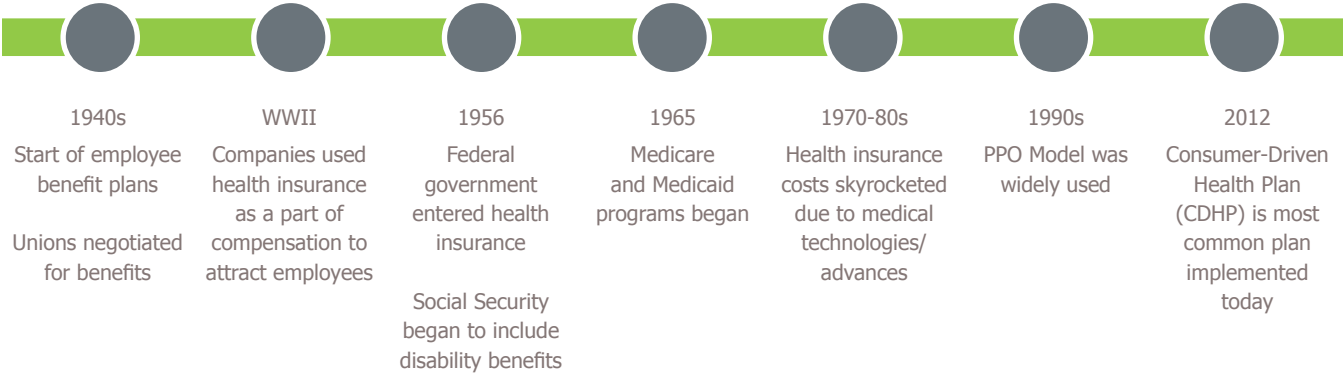 1940s
Start of employee
benefit plans
Unions negotiated
for benefits
WWII
Companies used
health insurance
as a part of
compensation to
attract employees
1956
Federal
government
entered health
insurance
Social Security
began to include
disability benefits
1965
Medicare
and Medicaid
programs began
1970-80s
Health insurance
costs skyrocketed
due to medical
technologies/
advances
1990s
PPO Model was
widely used
2012
Consumer-Driven
Health Plan
(CDHP) is most
common plan
implemented
today